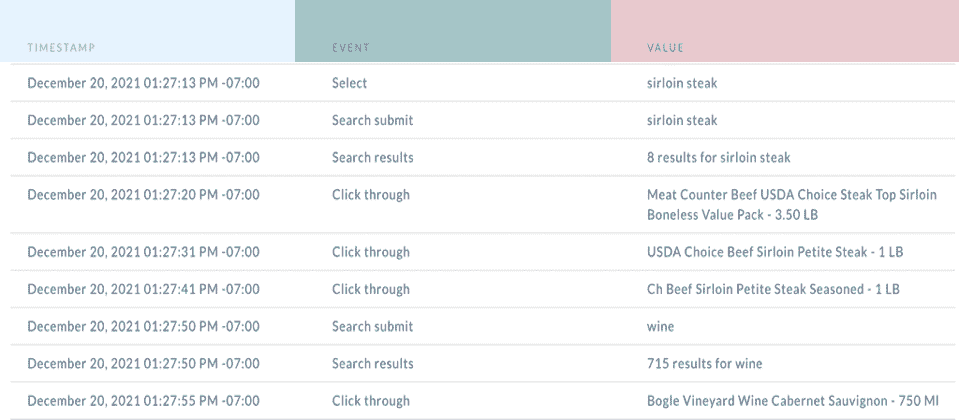 TIMESTAMP EVENT VALUE
December 20, 2021 01:27:13 PM -07:00 Select sirloin steak
December 20, 2021 01:27:13 PM -07:00 Search submit sirloin steak
December 20, 2021 01:27:13 PM -07:00 Search results 8 results for sirloin steak
December 20, 2021 01:27:20 PM -07:00 Click through Meat Counter Beef USDA Choice Steak Top Sirloin
Boneless Value Pack - 3.50 LB
December 20, 2021 01:27:31 PM -07:00 Click through USDA Choice Beef Sirloin Petite Steak - 1 LB
December 20, 2021 01:27:41 PM -07:00 Click through Ch Beef Sirloin Petite Steak Seasoned - 1 LB
December 20, 2021 01:27:50 PM -07:00 Search submit wine
December 20, 2021 01:27:50 PM -07:00 Search results 715 results for wine
December 20, 2021 01:27:55 PM -07:00 Click through Bogle Vineyard Wine Cabernet Sauvignon - 750 Ml